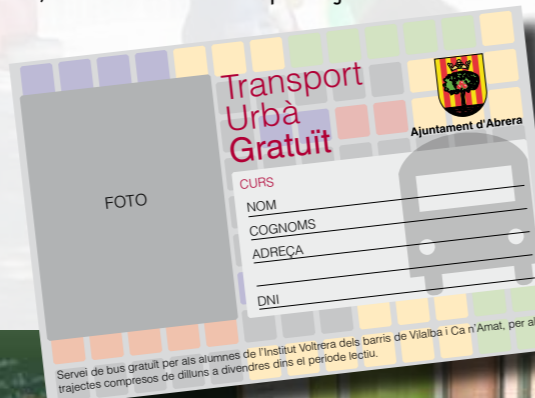 Transport
Urbà
Gratuït
Ajuntament d'Abrera
FOTO
CURS
NOM
COGNOMS
ADREÇA
DNI
Servei de bus gratuït per als alumnes de l'Institut Voltrera dels barris de Vilalba i Ca n'Amat, per al
trajectes compresos de dilluns a divendres dins el període lectiu.